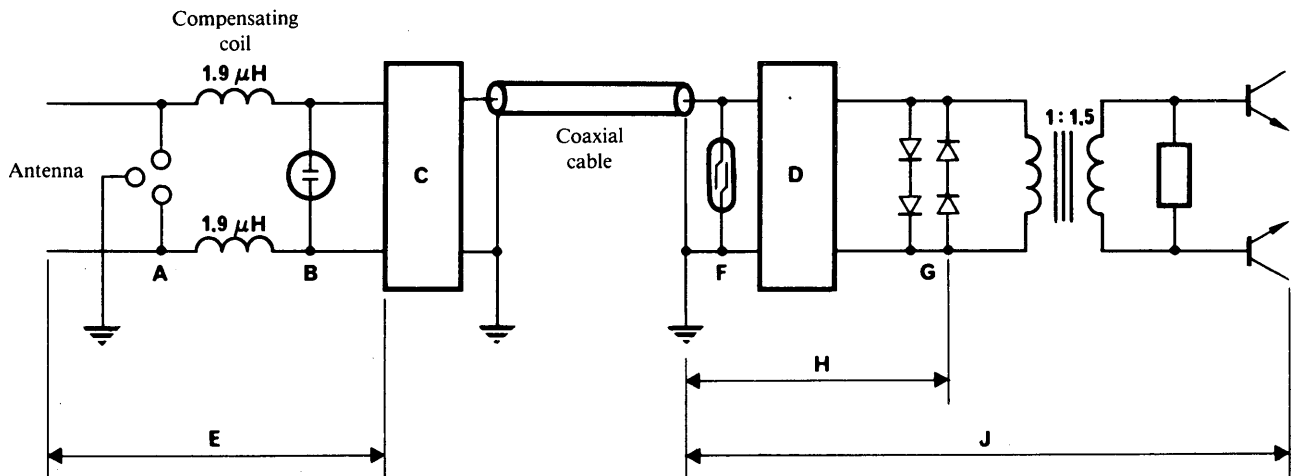 Compensating
coil
1.9 μH
Antenna
1.9 μH
A
B
C
Coaxial
cable
F
D
G
1 : 1.5
H
E
J